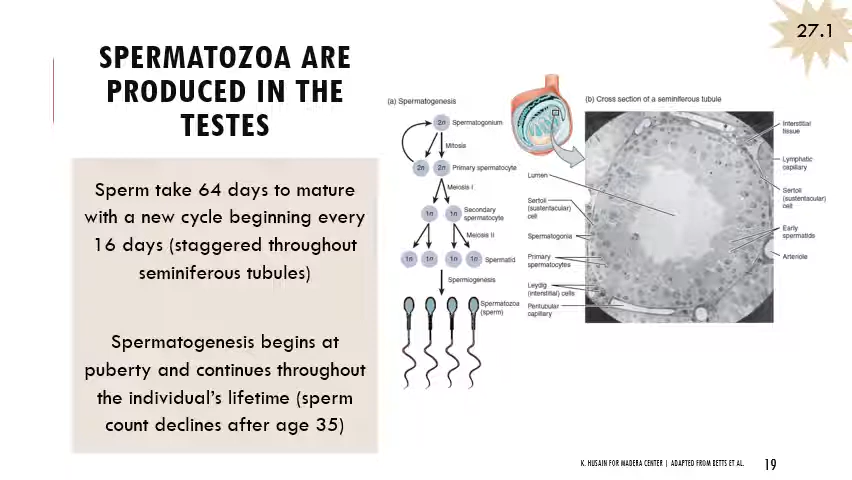 27.1
SPERMATOZOA ARE
PRODUCED IN THE
TESTES
Sperm take 64 days to mature
with a new cycle beginning every
16 days (staggered throughout
seminiferous tubules)
Spermatogenesis begins at
puberty and continues throughout
the individual's lifetime (sperm
count declines after age 35)
(a) Spermatogenesis
2n
Spermatogonium
Mitosis
2n 2n Primary spermatocyte
Meiosis I
1n 1n
Secondary
spermatocyte
Meiosis II
1n 1n 1n 1n Spermatid
Spermiogenesis
Spermatozoa
(sperm)
(b) Cross section of a seminiferous tubule
Lumen
Sertoli
(sustentacular)
cell
Spermatogonia
Primary
spermatocytes
Leydig
(interstitial) cells
Peritubular
capillary
Interstitial
tissue
Lymphatic
capillary
Sertoli
(sustentacular)
cell
Early
spermatids
Arteriole
K. HUSAIN FOR MADERA CENTER | ADAPTED FROM BETTS ET AL.
19